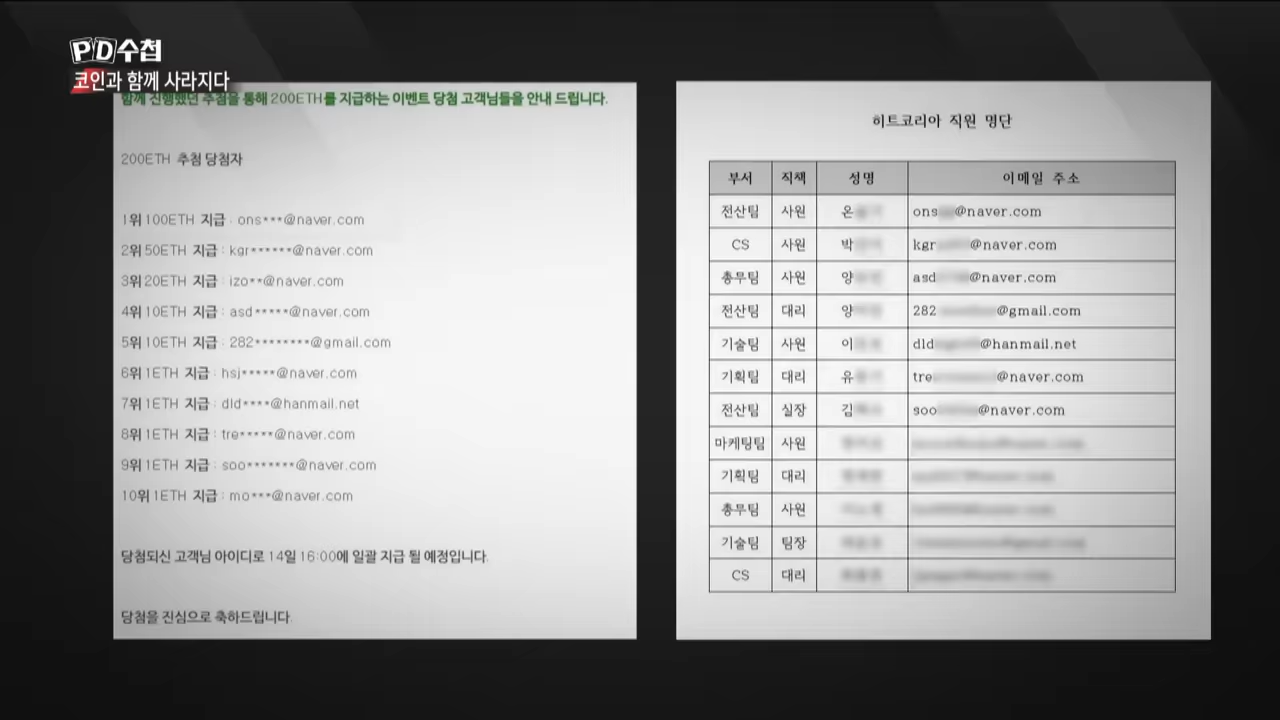 PD수첩
코인과 함께 사라지다
함께 진행했던 추첨을 통해 200ETH를 지급하는 이벤트 당첨 고객님들을 안내 드립니다.
200ETH 추첨 당첨자
1위 100ETH 지급 : ons***@naver.com
2위 50ETH 지급 : kgr******@naver.com
3위 20ETH 지급 : izo**@naver.com
4위 10ETH 지급 : asd*****@naver.com
5위 10ETH 지급 : 282********@gmail.com
6위 1ETH 지급 : hsj*****@naver.com
7위 1ETH 지급 : dld****@hanmail.net
8위 1ETH 지급 : tre*****@naver.com
9위 1ETH 지급 : soo*******@naver.com
10위 1ETH 지급 : mo***@naver.com
당첨되신 고객님 아이디로 14일 16:00에 일괄 지급 될 예정입니다.
당첨을 진심으로 축하드립니다.
히트코리아 직원 명단
부서 직책 성명 이메일 주소
전산팀 사원 온 ons @naver.com
CS 사원 박 kgr @naver.com
총무팀 사원 양 asd @naver.com
전산팀 대리 양 282 @gmail.com
기술팀 사원 이 dld @hanmail.net
기획팀 대리 유 tre @naver.com
전산팀 실장 김 soo @naver.com
마케팅팀 사원
기획팀 대리
총무팀 사원
기술팀 팀장
CS 대리